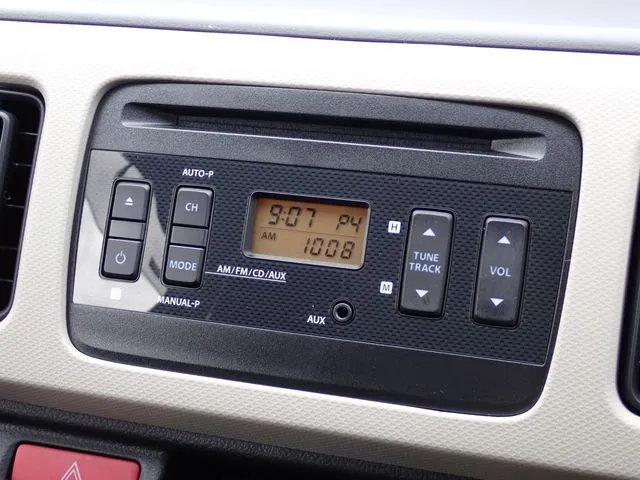 AUTO-P
CH
MODE
AM/FM/CD/AUX
MANUAL-P
9:07 P4
AM 1008
AUX
H
M
TUNE
TRACK
VOL